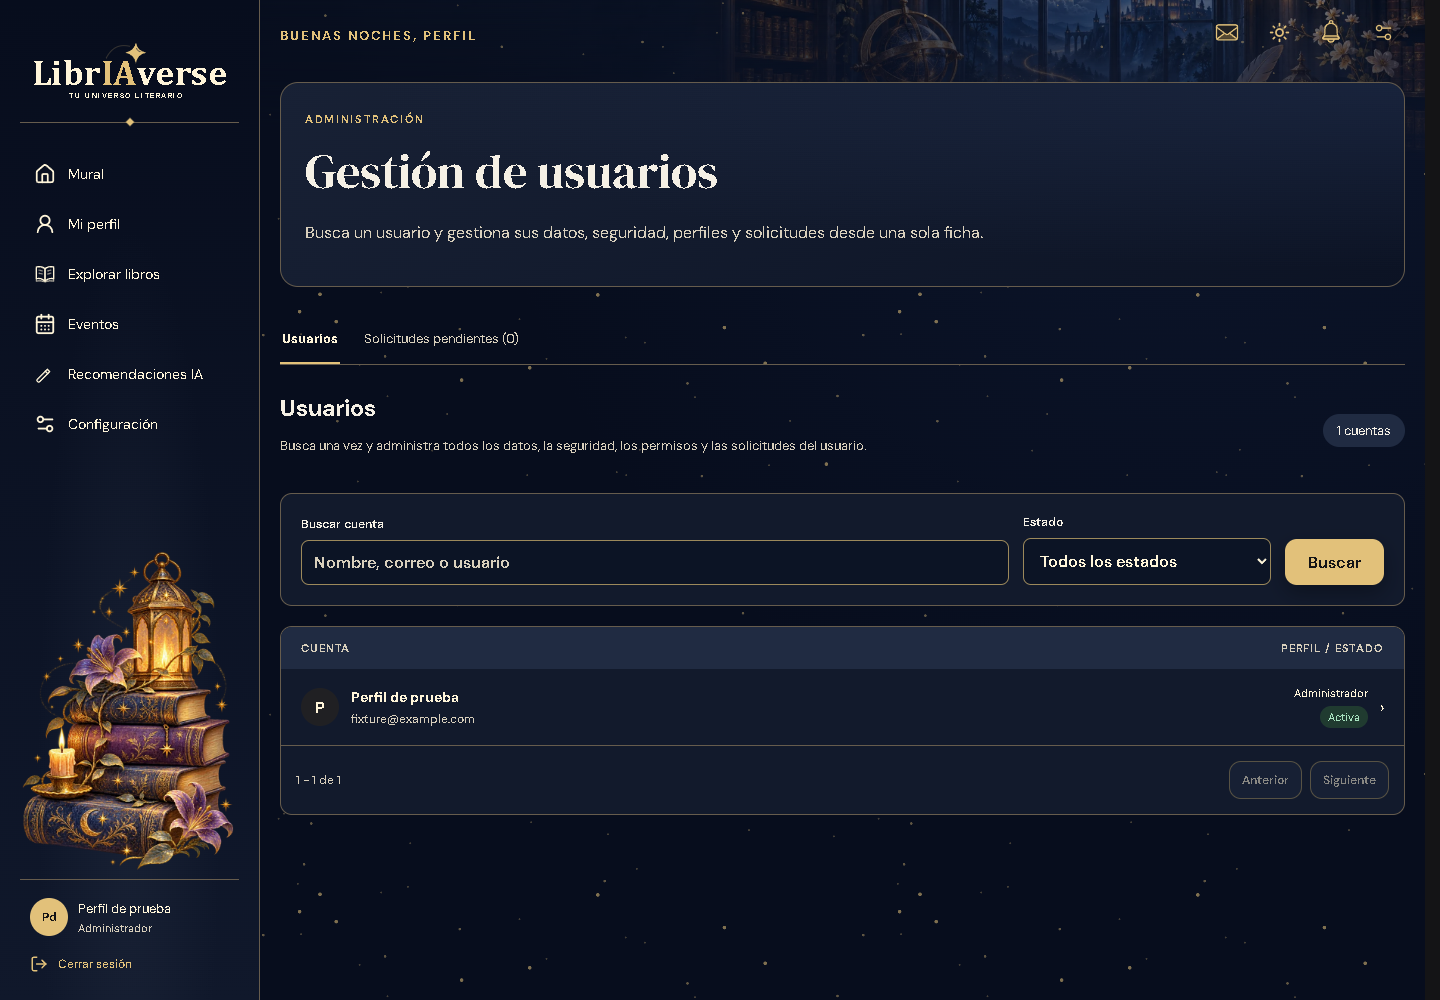 LibrIAverse
TU UNIVERSO LITERARIO
Mural
Mi perfil
Explorar libros
Eventos
Recomendaciones IA
Configuración
Pd
Perfil de prueba
Administrador
Cerrar sesión
BUENAS NOCHES, PERFIL
ADMINISTRACIÓN
Gestión de usuarios
Busca un usuario y gestiona sus datos, seguridad, perfiles y solicitudes desde una sola ficha.
Usuarios
Solicitudes pendientes (0)
Usuarios
Busca una vez y administra todos los datos, la seguridad, los permisos y las solicitudes del usuario.
1 cuentas
Buscar cuenta
Nombre, correo o usuario
Estado
Todos los estados
Buscar
CUENTA
PERFIL / ESTADO
P
Perfil de prueba
fixture@example.com
Administrador
Activa
1–1 de 1
Anterior
Siguiente